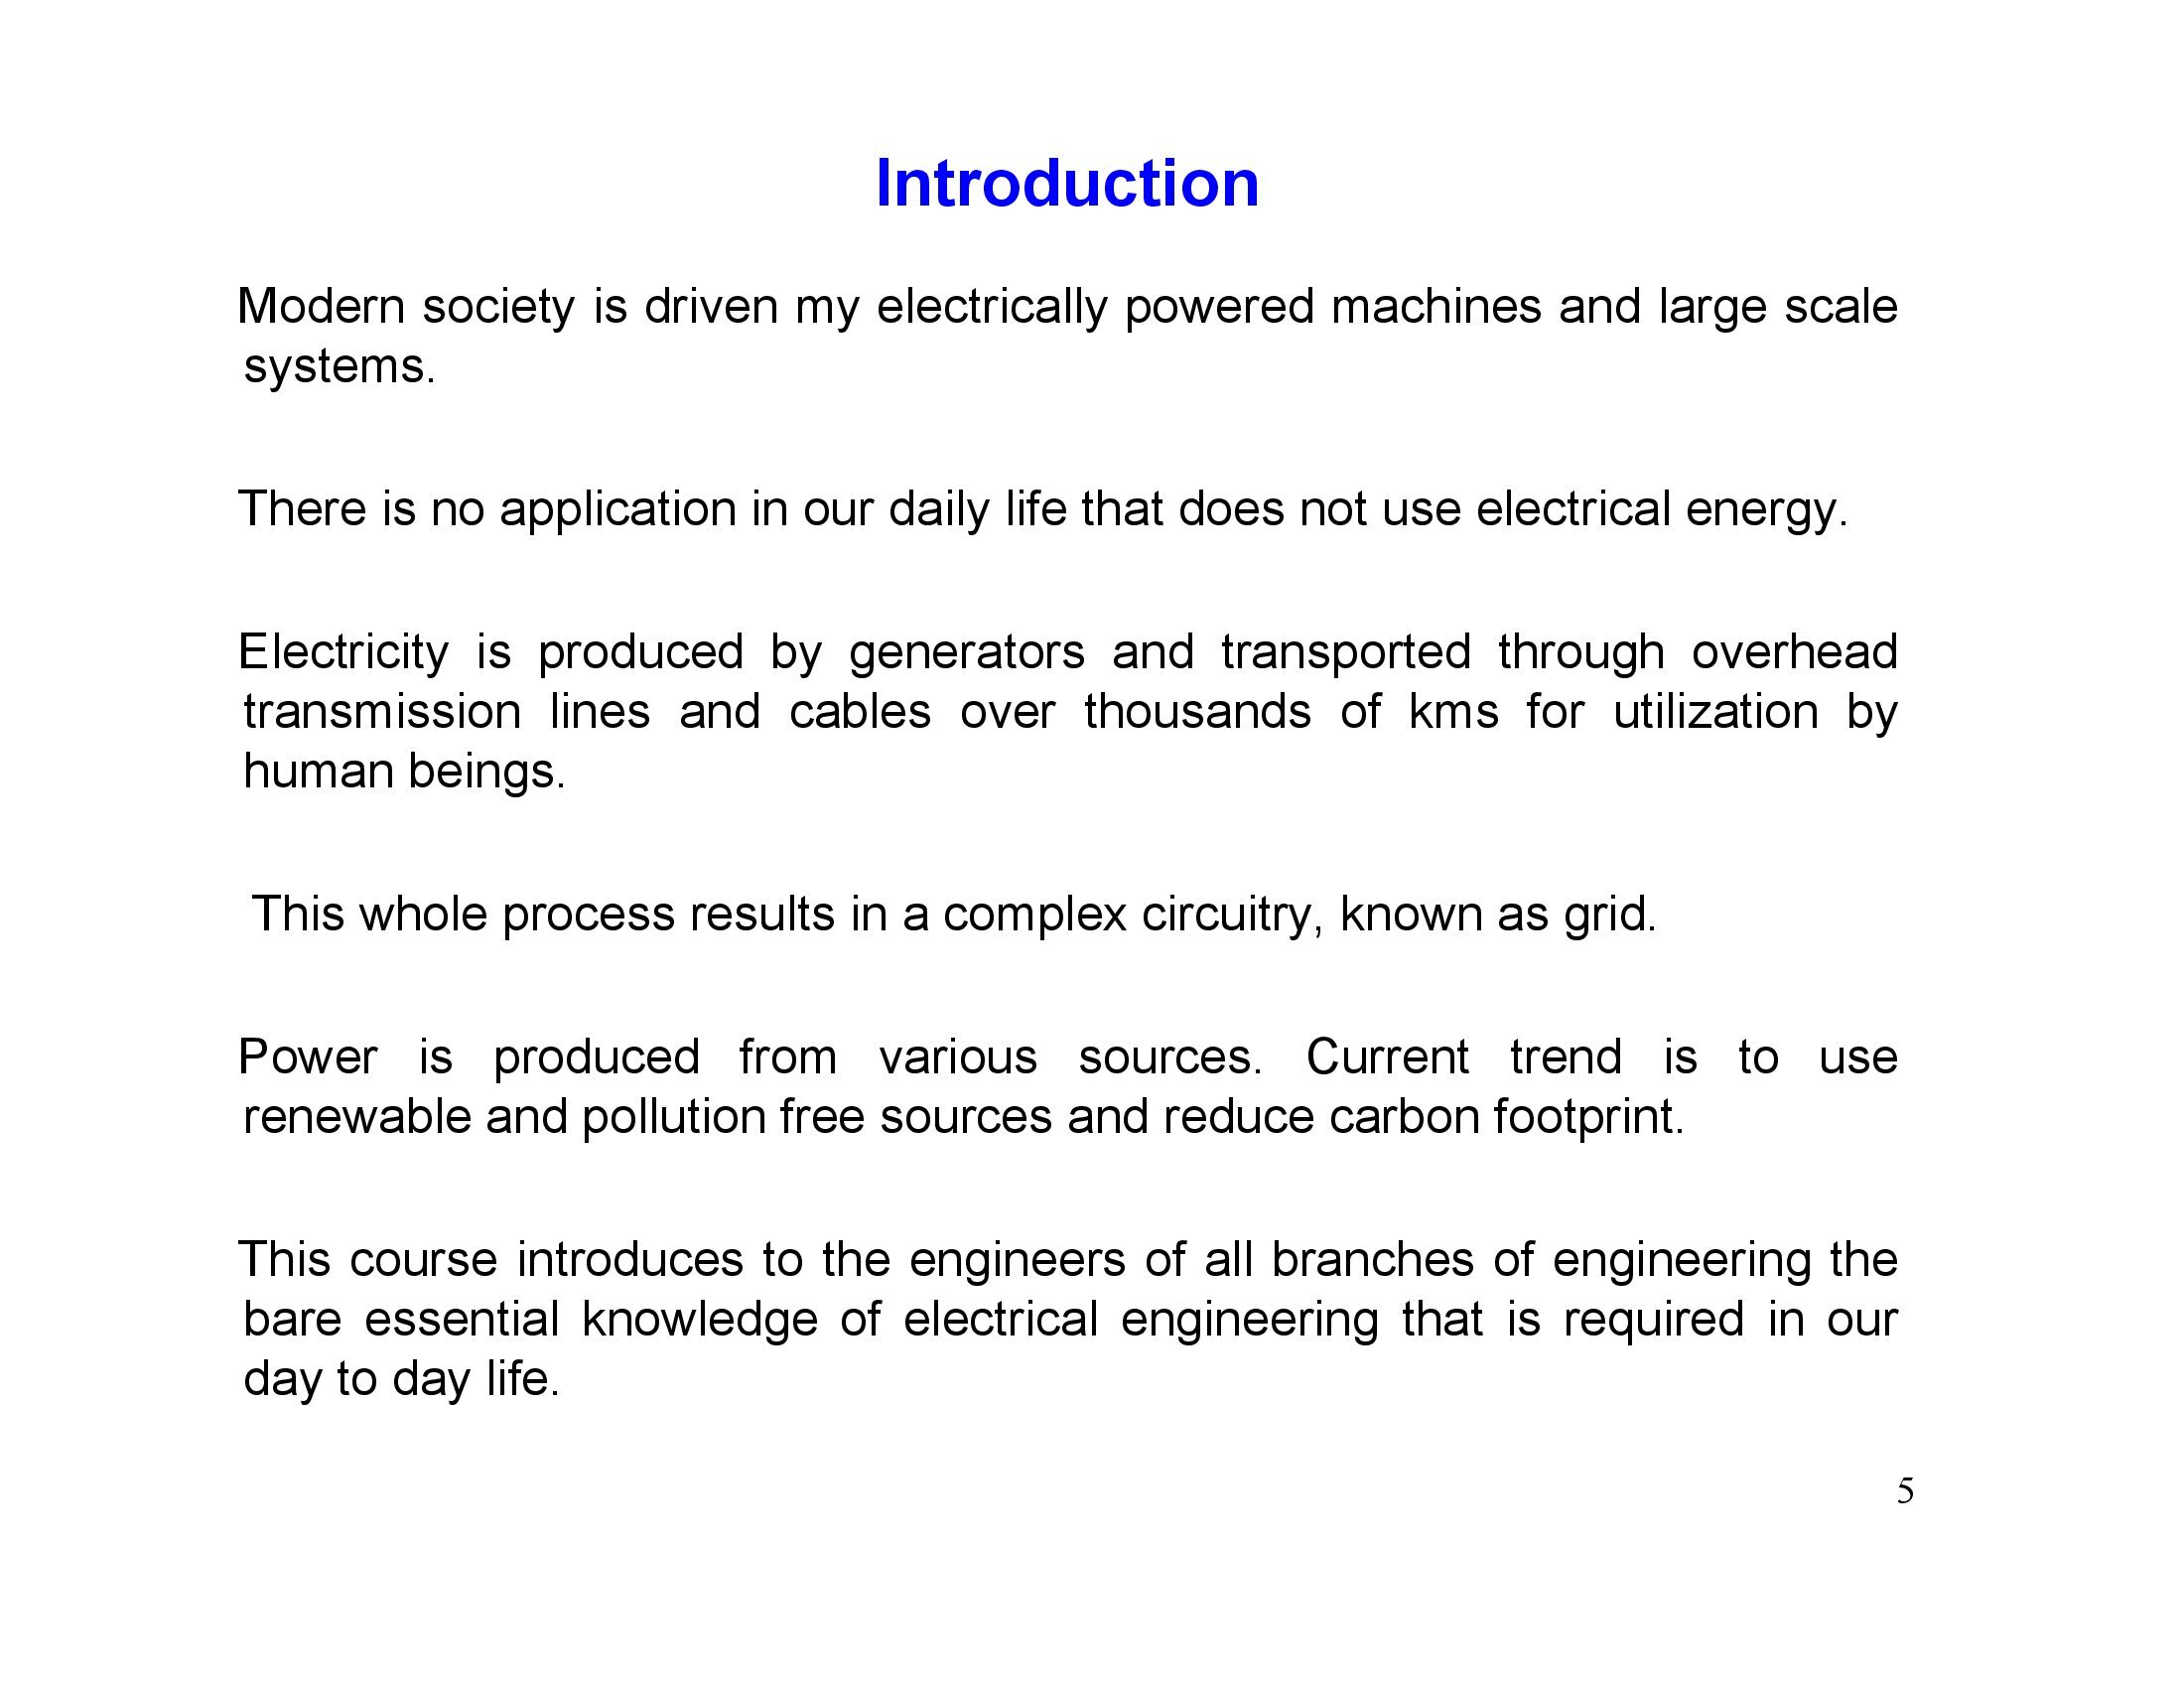 Introduction
Modern society is driven my electrically powered machines and large scale
systems.
There is no application in our daily life that does not use electrical energy.
Electricity is produced by generators and transported through overhead
transmission lines and cables over thousands of kms for utilization by
human beings.
This whole process results in a complex circuitry, known as grid.
Power is produced from various sources. Current trend is to use
renewable and pollution free sources and reduce carbon footprint.
This course introduces to the engineers of all branches of engineering the
bare essential knowledge of electrical engineering that is required in our
day to day life.
5